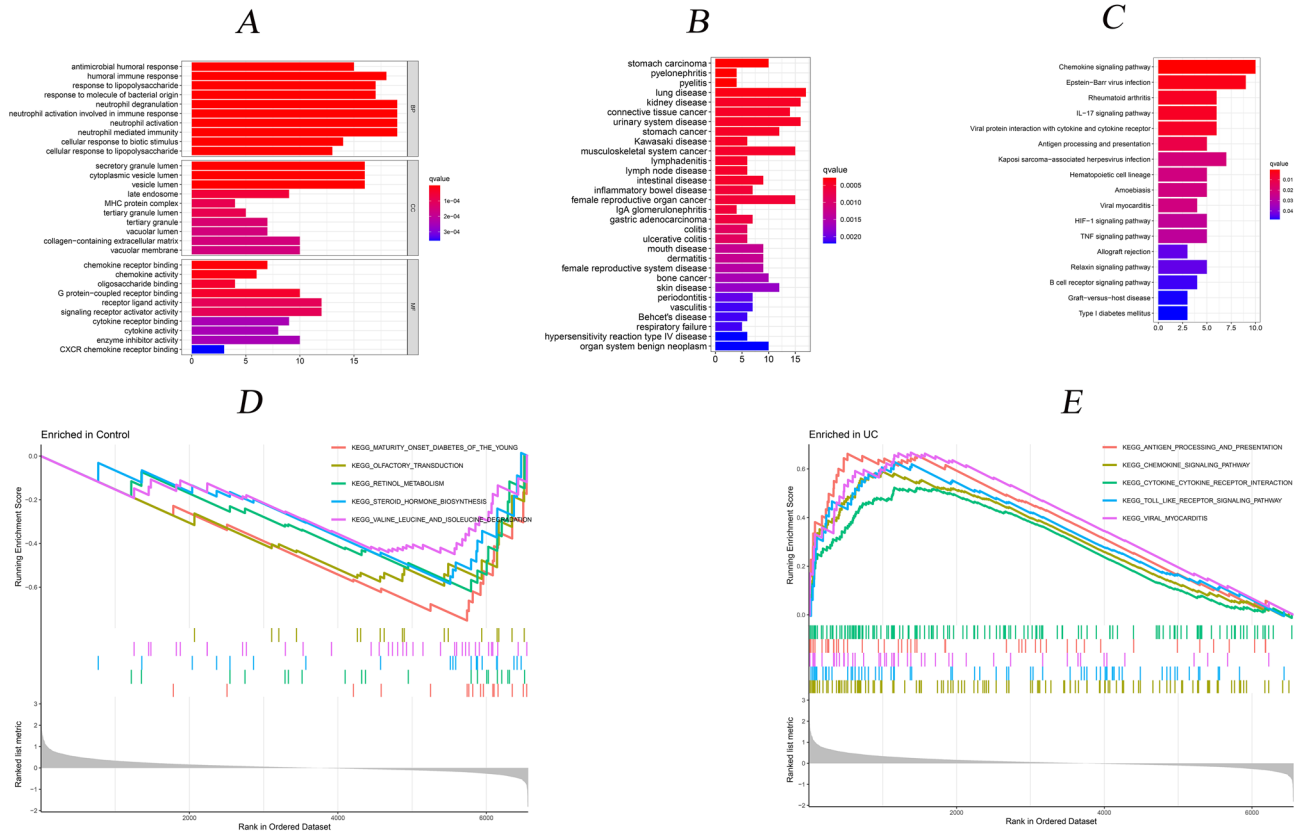 A
antimicrobial humoral response
humoral immune response
response to lipopolysaccharide
response to molecule of bacterial origin
neutrophil degranulation
neutrophil activation involved in immune response
neutrophil activation
neutrophil mediated immunity
cellular response to biotic stimulus
cellular response to lipopolysaccharide
BP
secretory granule lumen
cytoplasmic vesicle lumen
vesicle lumen
late endosome
MHC protein complex
tertiary granule lumen
tertiary granule
vacuolar lumen
collagen-containing extracellular matrix
vacuolar membrane
CC
chemokine receptor binding
chemokine activity
oligosaccharide binding
G protein-coupled receptor binding
receptor ligand activity
signaling receptor activator activity
cytokine receptor binding
cytokine activity
enzyme inhibitor activity
CXCR chemokine receptor binding
MF
0 5 10 15
qvalue
1e-04
2e-04
3e-04
B
stomach carcinoma
pyelonephritis
pyelitis
lung disease
kidney disease
connective tissue cancer
urinary system disease
stomach cancer
Kawasaki disease
musculoskeletal system cancer
lymphadenitis
lymph node disease
intestinal disease
inflammatory bowel disease
female reproductive organ cancer
IgA glomerulonephritis
gastric adenocarcinoma
colitis
ulcerative colitis
mouth disease
dermatitis
female reproductive system disease
bone cancer
skin disease
periodontitis
vasculitis
Behcet's disease
respiratory failure
hypersensitivity reaction type IV disease
organ system benign neoplasm
0 5 10 15
qvalue
0.0005
0.0010
0.0015
0.0020
C
Chemokine signaling pathway
Epstein-Barr virus infection
Rheumatoid arthritis
IL-17 signaling pathway
Viral protein interaction with cytokine and cytokine receptor
Antigen processing and presentation
Kaposi sarcoma-associated herpesvirus infection
Hematopoietic cell lineage
Amoebiasis
Viral myocarditis
HIF-1 signaling pathway
TNF signaling pathway
Allograft rejection
Relaxin signaling pathway
B cell receptor signaling pathway
Graft-versus-host disease
Type I diabetes mellitus
0.0 2.5 5.0 7.5 10.0
qvalue
0.01
0.02
0.03
0.04
D
Enriched in Control
KEGG_MATURITY_ONSET_DIABETES_OF_THE_YOUNG
KEGG_OLFACTORY_TRANSDUCTION
KEGG_RETINOL_METABOLISM
KEGG_STEROID_HORMONE_BIOSYNTHESIS
KEGG_VALINE_LEUCINE_AND_ISOLEUCINE_DEGRADATION
Running Enrichment Score
0.0
−0.2
−0.4
−0.6
Ranked list metric
3
2
1
0
−1
−2
2000 4000 6000
Rank in Ordered Dataset
E
Enriched in UC
KEGG_ANTIGEN_PROCESSING_AND_PRESENTATION
KEGG_CHEMOKINE_SIGNALING_PATHWAY
KEGG_CYTOKINE_CYTOKINE_RECEPTOR_INTERACTION
KEGG_TOLL_LIKE_RECEPTOR_SIGNALING_PATHWAY
KEGG_VIRAL_MYOCARDITIS
Running Enrichment Score
0.6
0.4
0.2
0.0
Ranked list metric
3
2
1
0
−1
−2
2000 4000 6000
Rank in Ordered Dataset